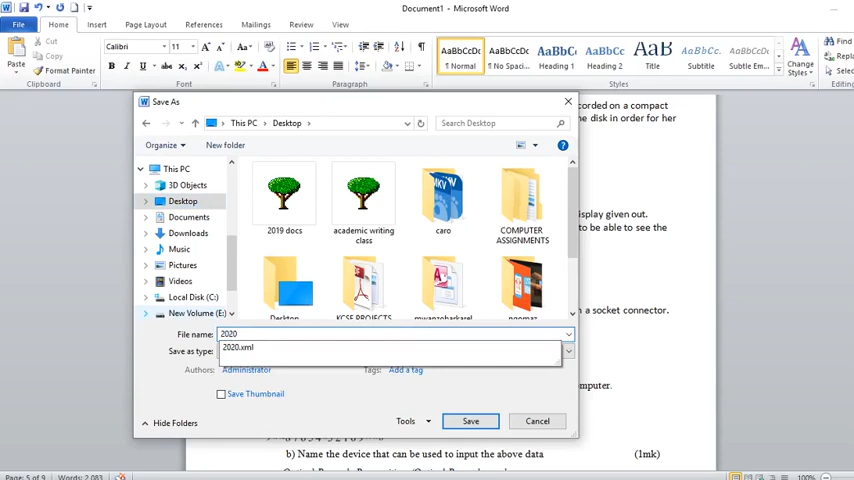 Document1 - Microsoft Word
File Home Insert Page Layout References Mailings Review View
Paste
Cut
Copy
Format Painter
Clipboard
Calibri 11
Font
Paragraph
AaBbCcDc AaBbCcDc AaBbCc AaBbCc AaB AaBbCc. AaBbCcDc
¶ Normal ¶ No Spaci... Heading 1 Heading 2 Title Subtitle Subtle Em...
Styles
Change
Styles
Find
Replace
Select
corded on a compact
he disk in order for her
Save As
This PC > Desktop >
Search Desktop
Organize
New folder
This PC
3D Objects
Desktop
Documents
Downloads
Music
Pictures
Videos
Local Disk (C:)
New Volume (E:)
2019 docs
academic writing
class
caro
COMPUTER
ASSIGNMENTS
Desktop
KCSE PROJECTS
mwanzobarkarel
ngomaz
isplay given out.
to be able to see the
n a socket connector.
omputer.
File name: 2020
2020.xml
Save as type:
Authors: Administrator
Tags: Add a tag
Save Thumbnail
Hide Folders
Tools
Save
Cancel
b) Name the device that can be used to input the above data (1mk)
Page: 5 of 9 Words: 2,083
100%